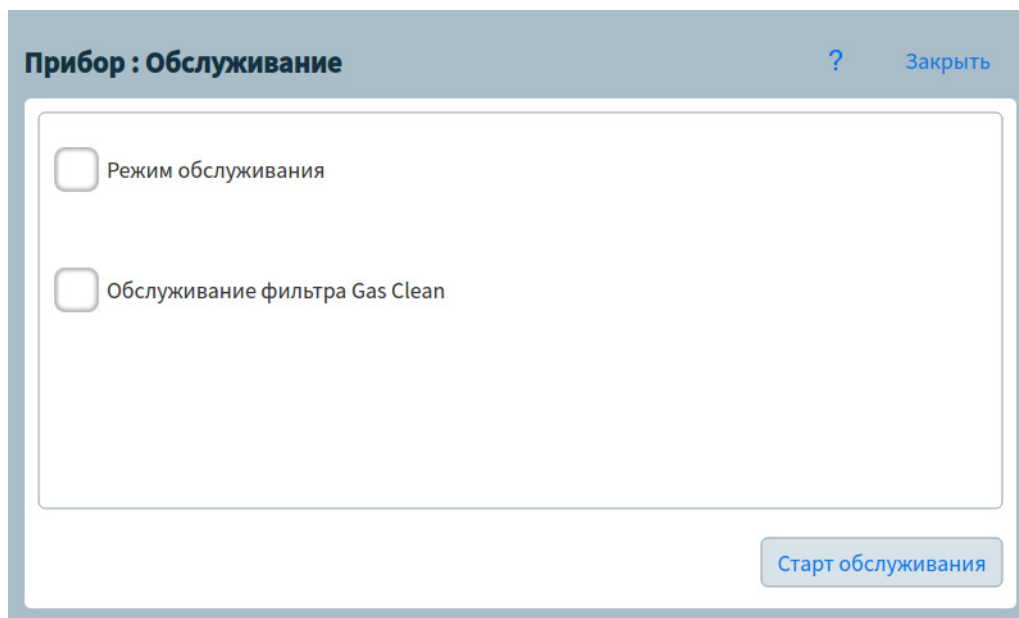 Прибор : Обслуживание ? Закрыть
Режим обслуживания
Обслуживание фильтра Gas Clean
Старт обслуживания